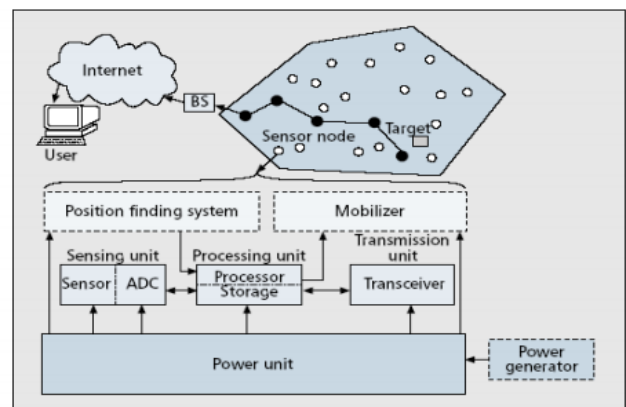 Internet
BS
User
Sensor node
Target
Position finding system
Mobilizer
Sensing unit
Processing unit
Transmission
unit
Sensor
ADC
Processor
Storage
Transceiver
Power unit
Power
generator